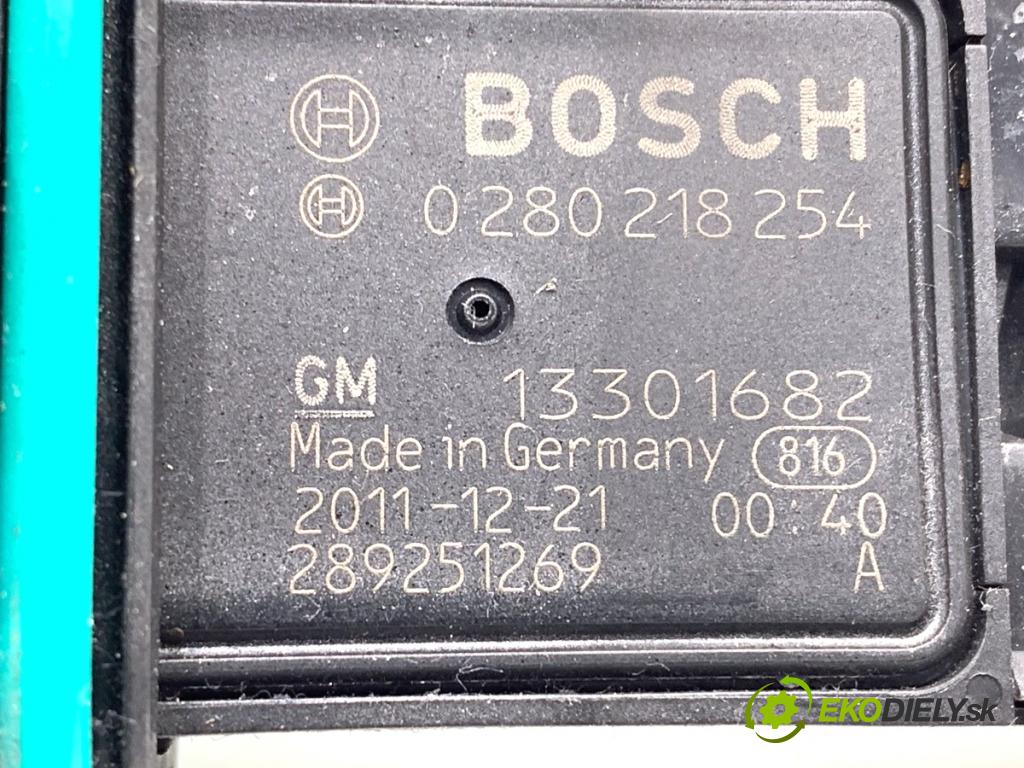 BOSCH
0 280 218 254
GM 13301682
Made in Germany 816
2011-12-21 00 40
289251269 A
EKODIELY.sk